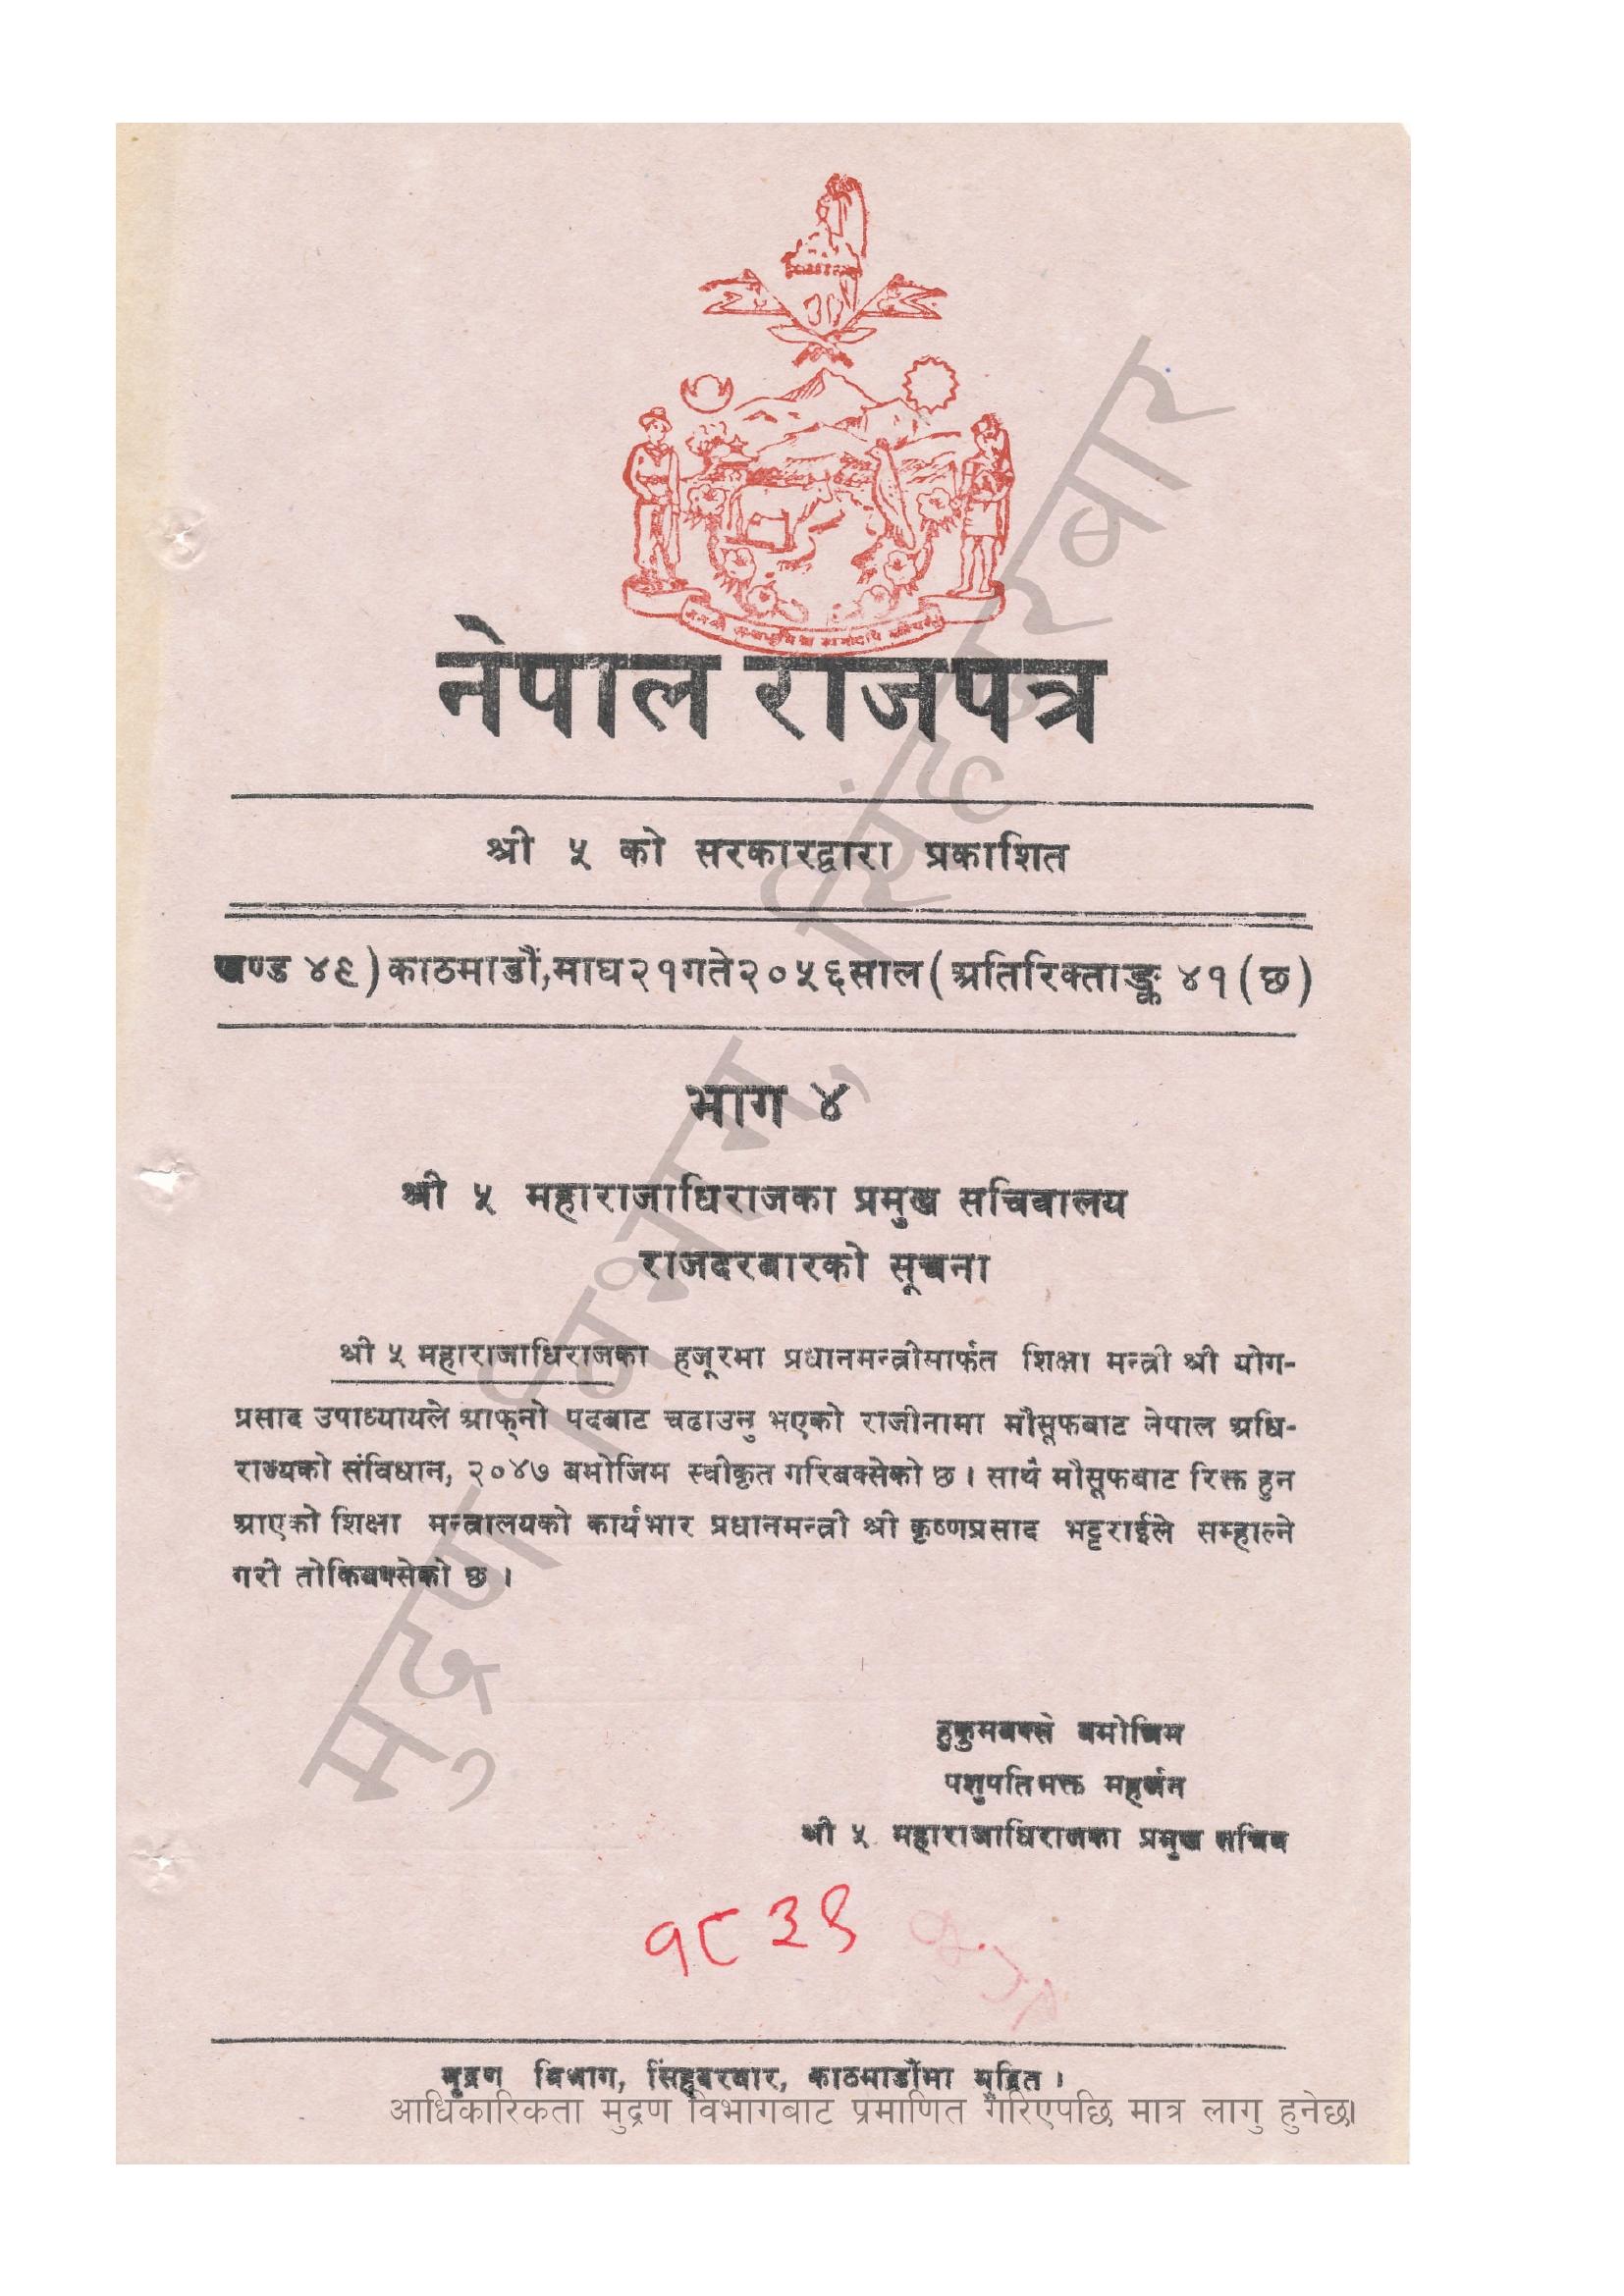 नेपाल राजपत्र
श्री ५ को सरकारद्वारा प्रकाशित
खण्ड ४९) काठमाडौं, माघ २१ गते २०५६ साल (अतिरिक्ताङ्क ४१ (छ)
भाग ४
श्री ५ महाराजाधिराजका प्रमुख सचिवालय
राजदरबारको सूचना
श्री ५ महाराजाधिराजका हजूरमा प्रधानमन्त्रीमार्फत शिक्षा मन्त्री श्री योग-
प्रसाद उपाध्यायले आफ्नो पदबाट चढाउनु भएको राजीनामा मौसूफबाट नेपाल अधि-
राज्यको संविधान, २०४७ बमोजिम स्वीकृत गरिबक्सेको छ । साथै मौसूफबाट रिक्त हुन
आएको शिक्षा मन्त्रालयको कार्यभार प्रधानमन्त्री श्री कृष्णप्रसाद भट्टराईले सम्हाल्ने
गरी तोकिबक्सेको छ ।
हुकुमबक्से बमोजिम
पशुपतिभक्त महर्जन
श्री ५ महाराजाधिराजका प्रमुख सचिव
१८३९
मुद्रण विभाग, सिंहदरबार, काठमाडौंमा मुद्रित ।
आधिकारिकता मुद्रण विभागबाट प्रमाणित गरिएपछि मात्र लागु हुनेछ।
मुद्रण विभाग, सिंहदरबार